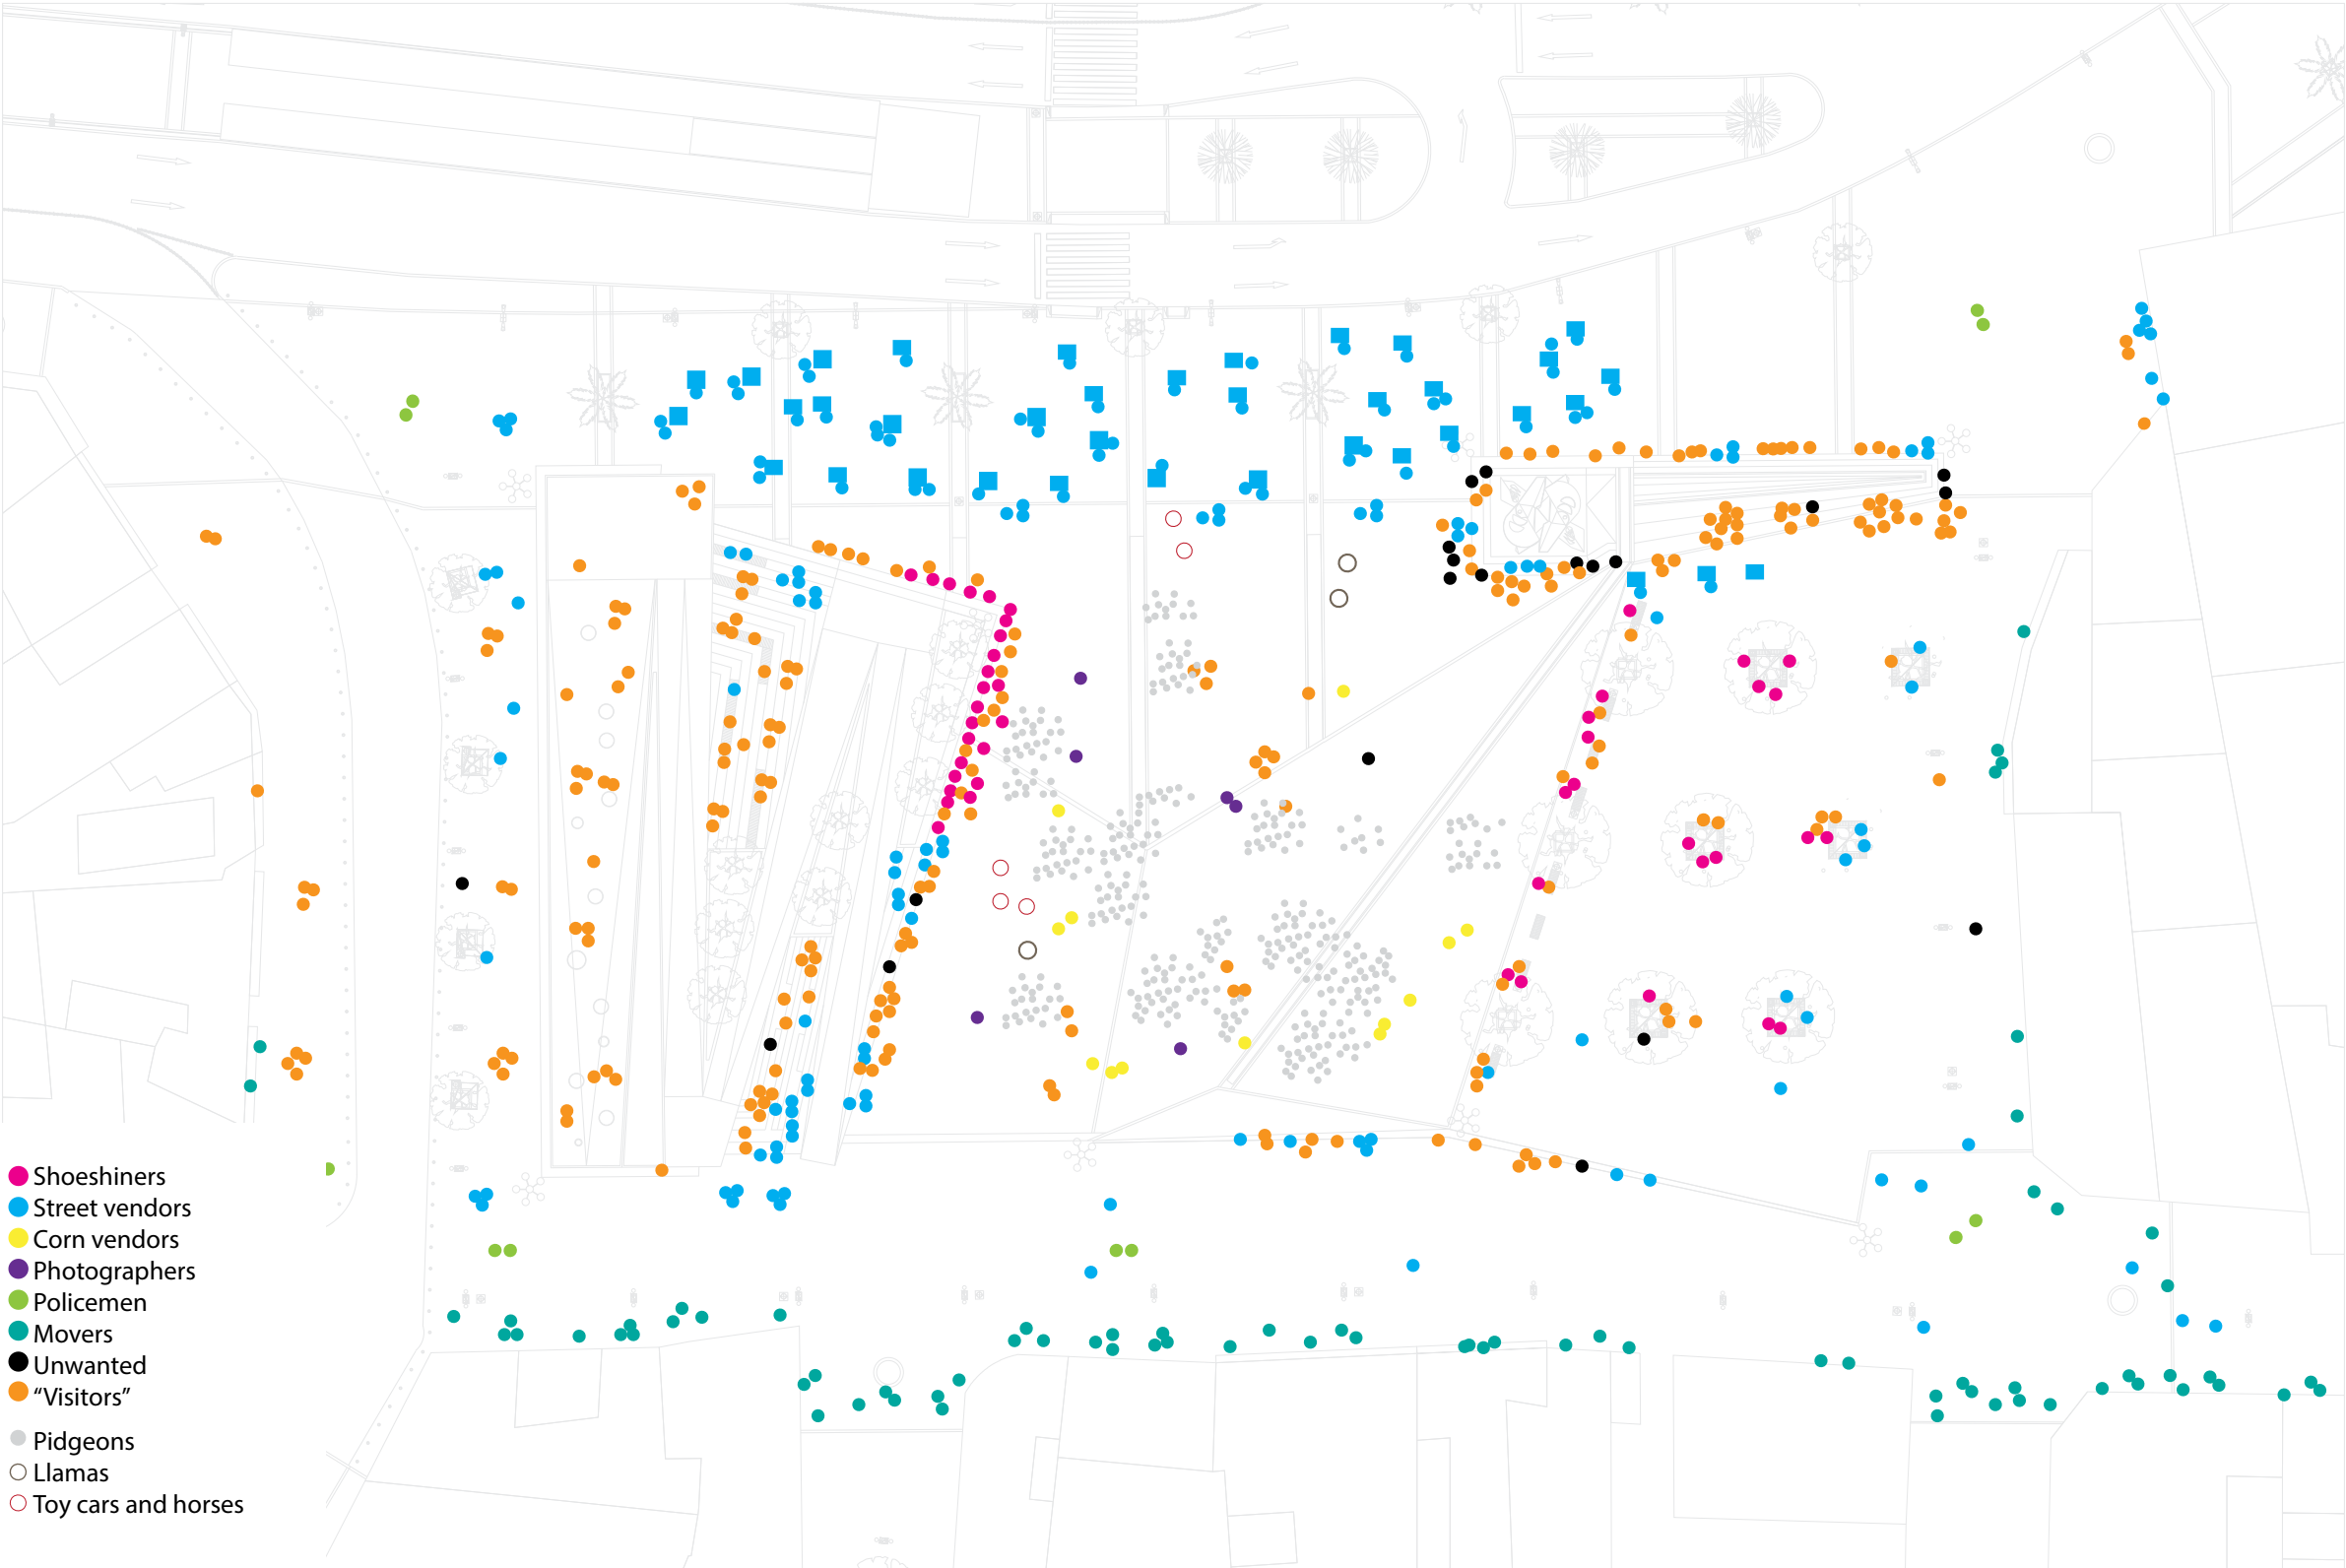 Shoeshiners
Street vendors
Corn vendors
Photographers
Policemen
Movers
Unwanted
“Visitors”
Pidgeons
Llamas
Toy cars and horses